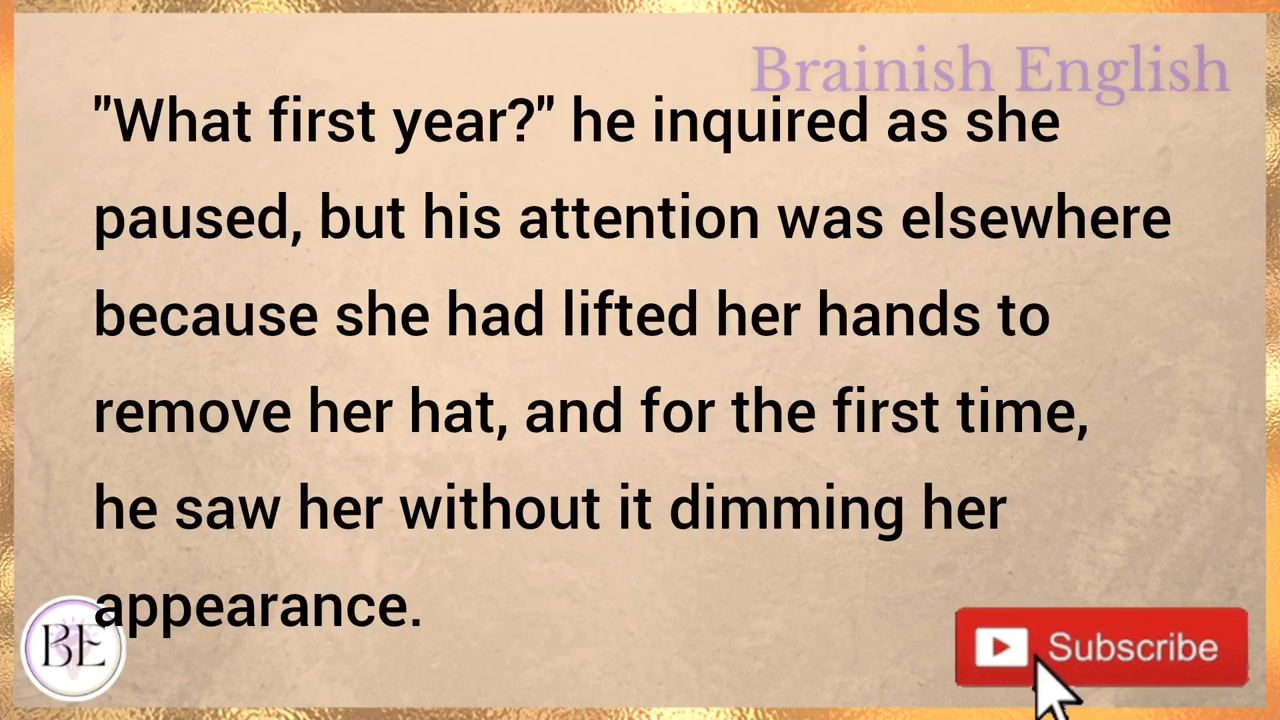 Brainish English
"What first year?" he inquired as she
paused, but his attention was elsewhere
because she had lifted her hands to
remove her hat, and for the first time,
he saw her without it dimming her
appearance.
BE
Subscribe